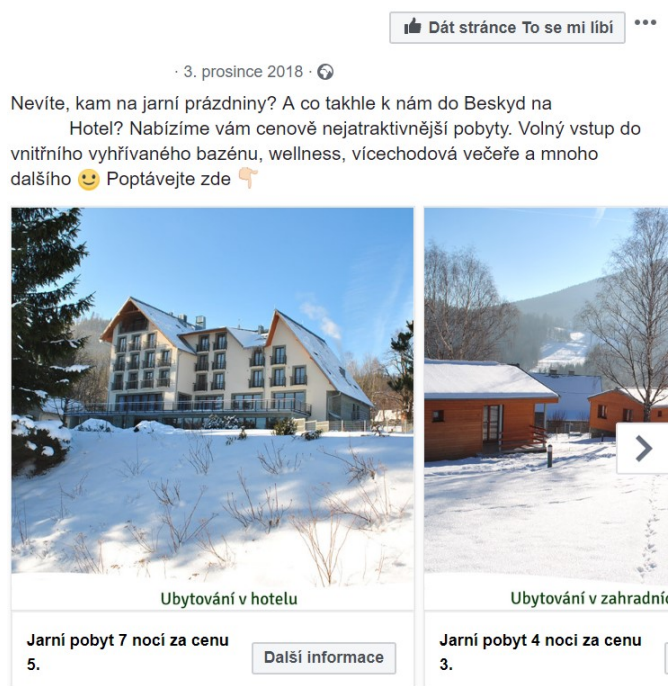 Dát stránce To se mi líbí
· 3. prosince 2018 ·
Nevíte, kam na jarní prázdniny? A co takhle k nám do Beskyd na
Hotel? Nabízíme vám cenově nejatraktivnější pobyty. Volný vstup do
vnitřního vyhřívaného bazénu, wellness, vícechodová večeře a mnoho
dalšího 🙂 Poptávejte zde 👇🏻
Ubytování v hotelu
Ubytování v zahradníc
Jarní pobyt 7 nocí za cenu
5.
Další informace
Jarní pobyt 4 noci za cenu
3.